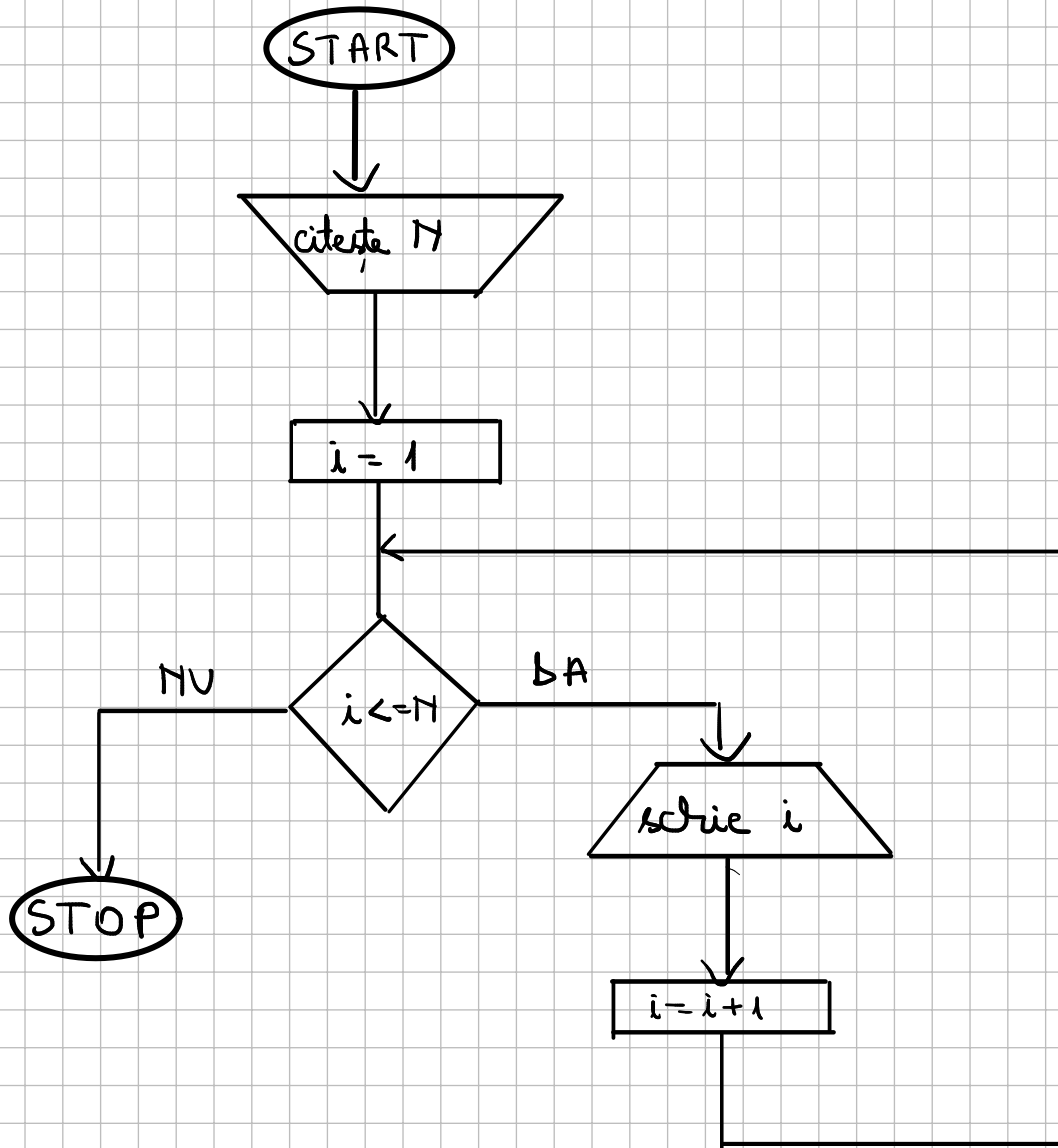 START
citește N
i = 1
NU
DA
i<=N
scrie i
STOP
i=i+1